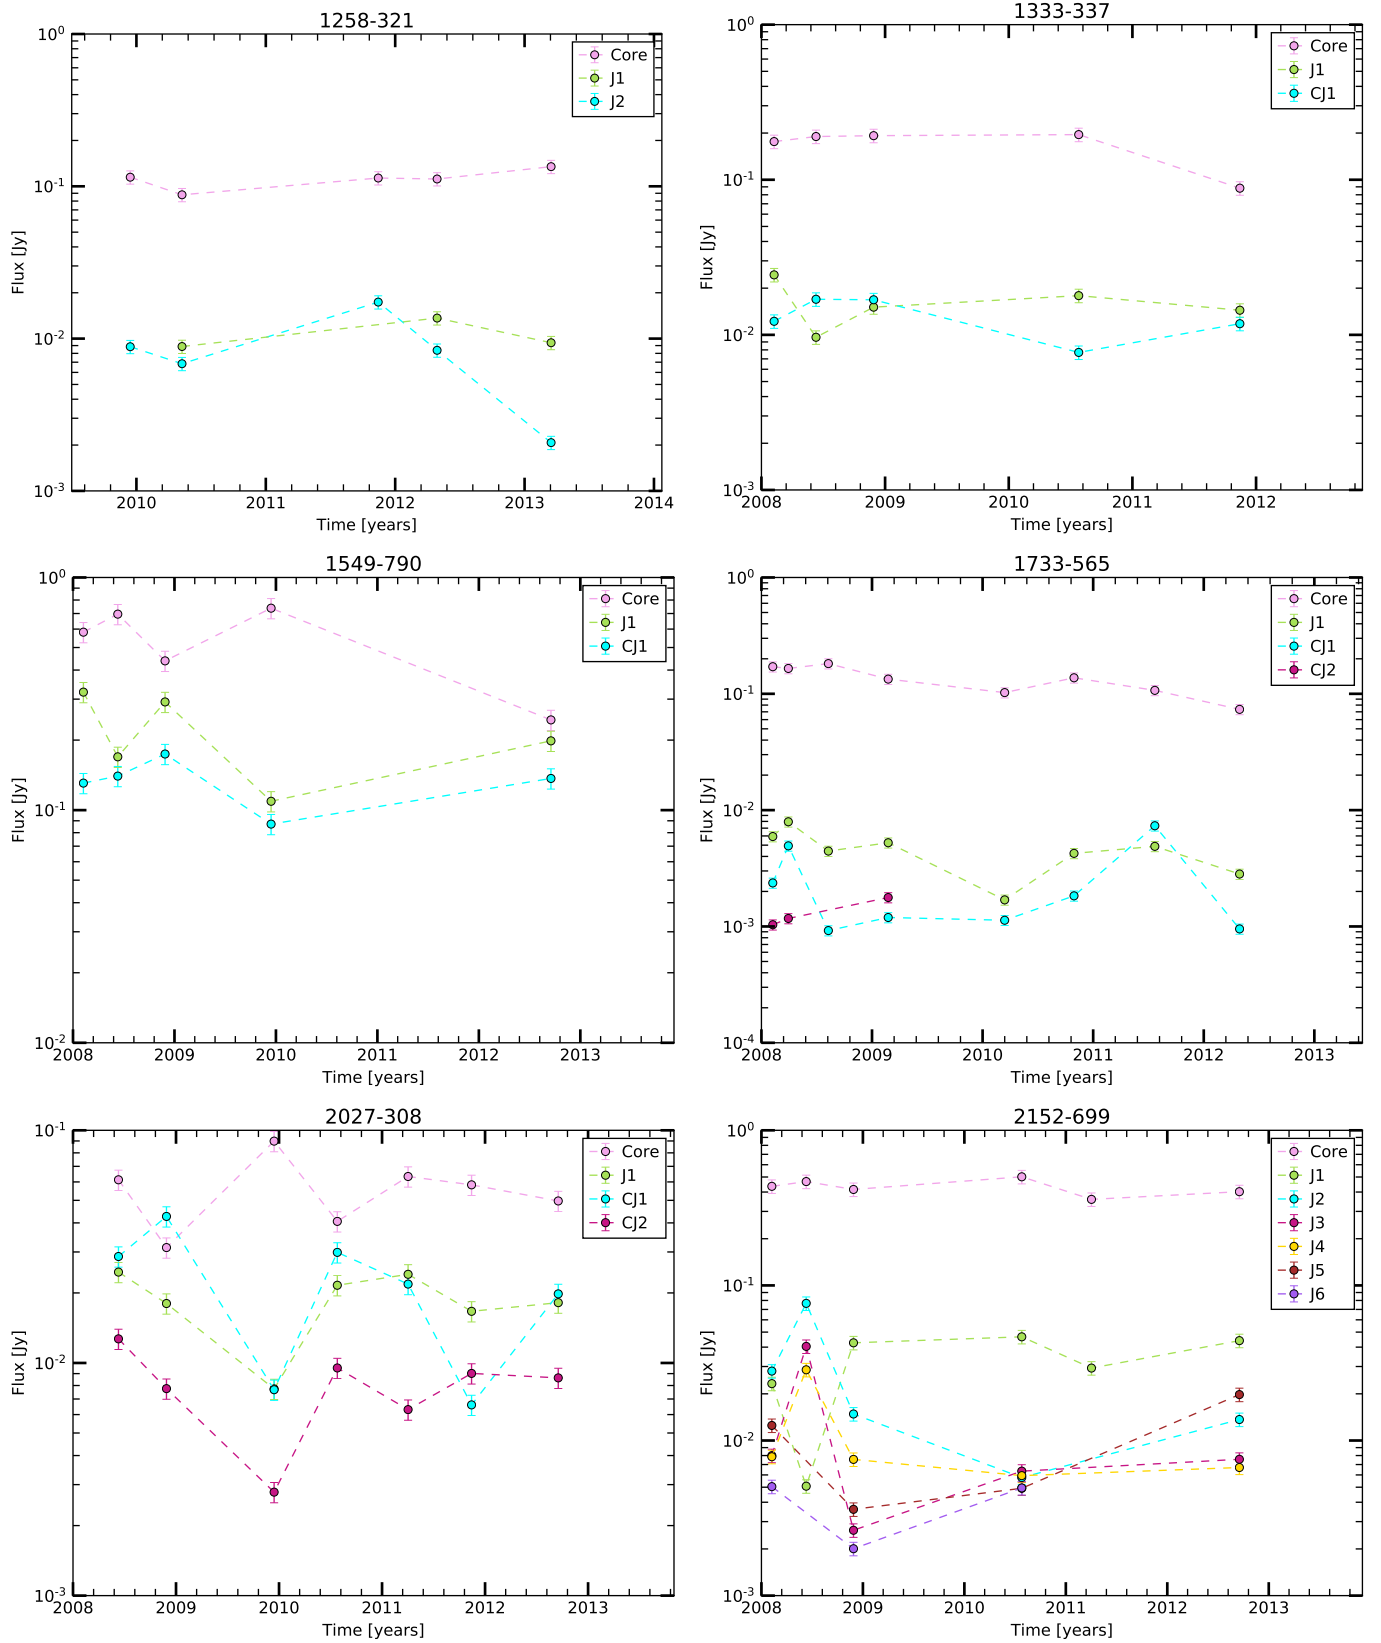 1258-321
10⁰
10⁻¹
10⁻²
10⁻³
Flux [Jy]
2010 2011 2012 2013 2014
Time [years]
Core
J1
J2
1333-337
10⁰
10⁻¹
10⁻²
10⁻³
Flux [Jy]
2008 2009 2010 2011 2012
Time [years]
Core
J1
CJ1
1549-790
10⁰
10⁻¹
10⁻²
Flux [Jy]
2008 2009 2010 2011 2012 2013
Time [years]
Core
J1
CJ1
1733-565
10⁰
10⁻¹
10⁻²
10⁻³
10⁻⁴
Flux [Jy]
2008 2009 2010 2011 2012 2013
Time [years]
Core
J1
CJ1
CJ2
2027-308
10⁻¹
10⁻²
10⁻³
Flux [Jy]
2008 2009 2010 2011 2012 2013
Time [years]
Core
J1
CJ1
CJ2
2152-699
10⁰
10⁻¹
10⁻²
10⁻³
Flux [Jy]
2008 2009 2010 2011 2012 2013
Time [years]
Core
J1
J2
J3
J4
J5
J6